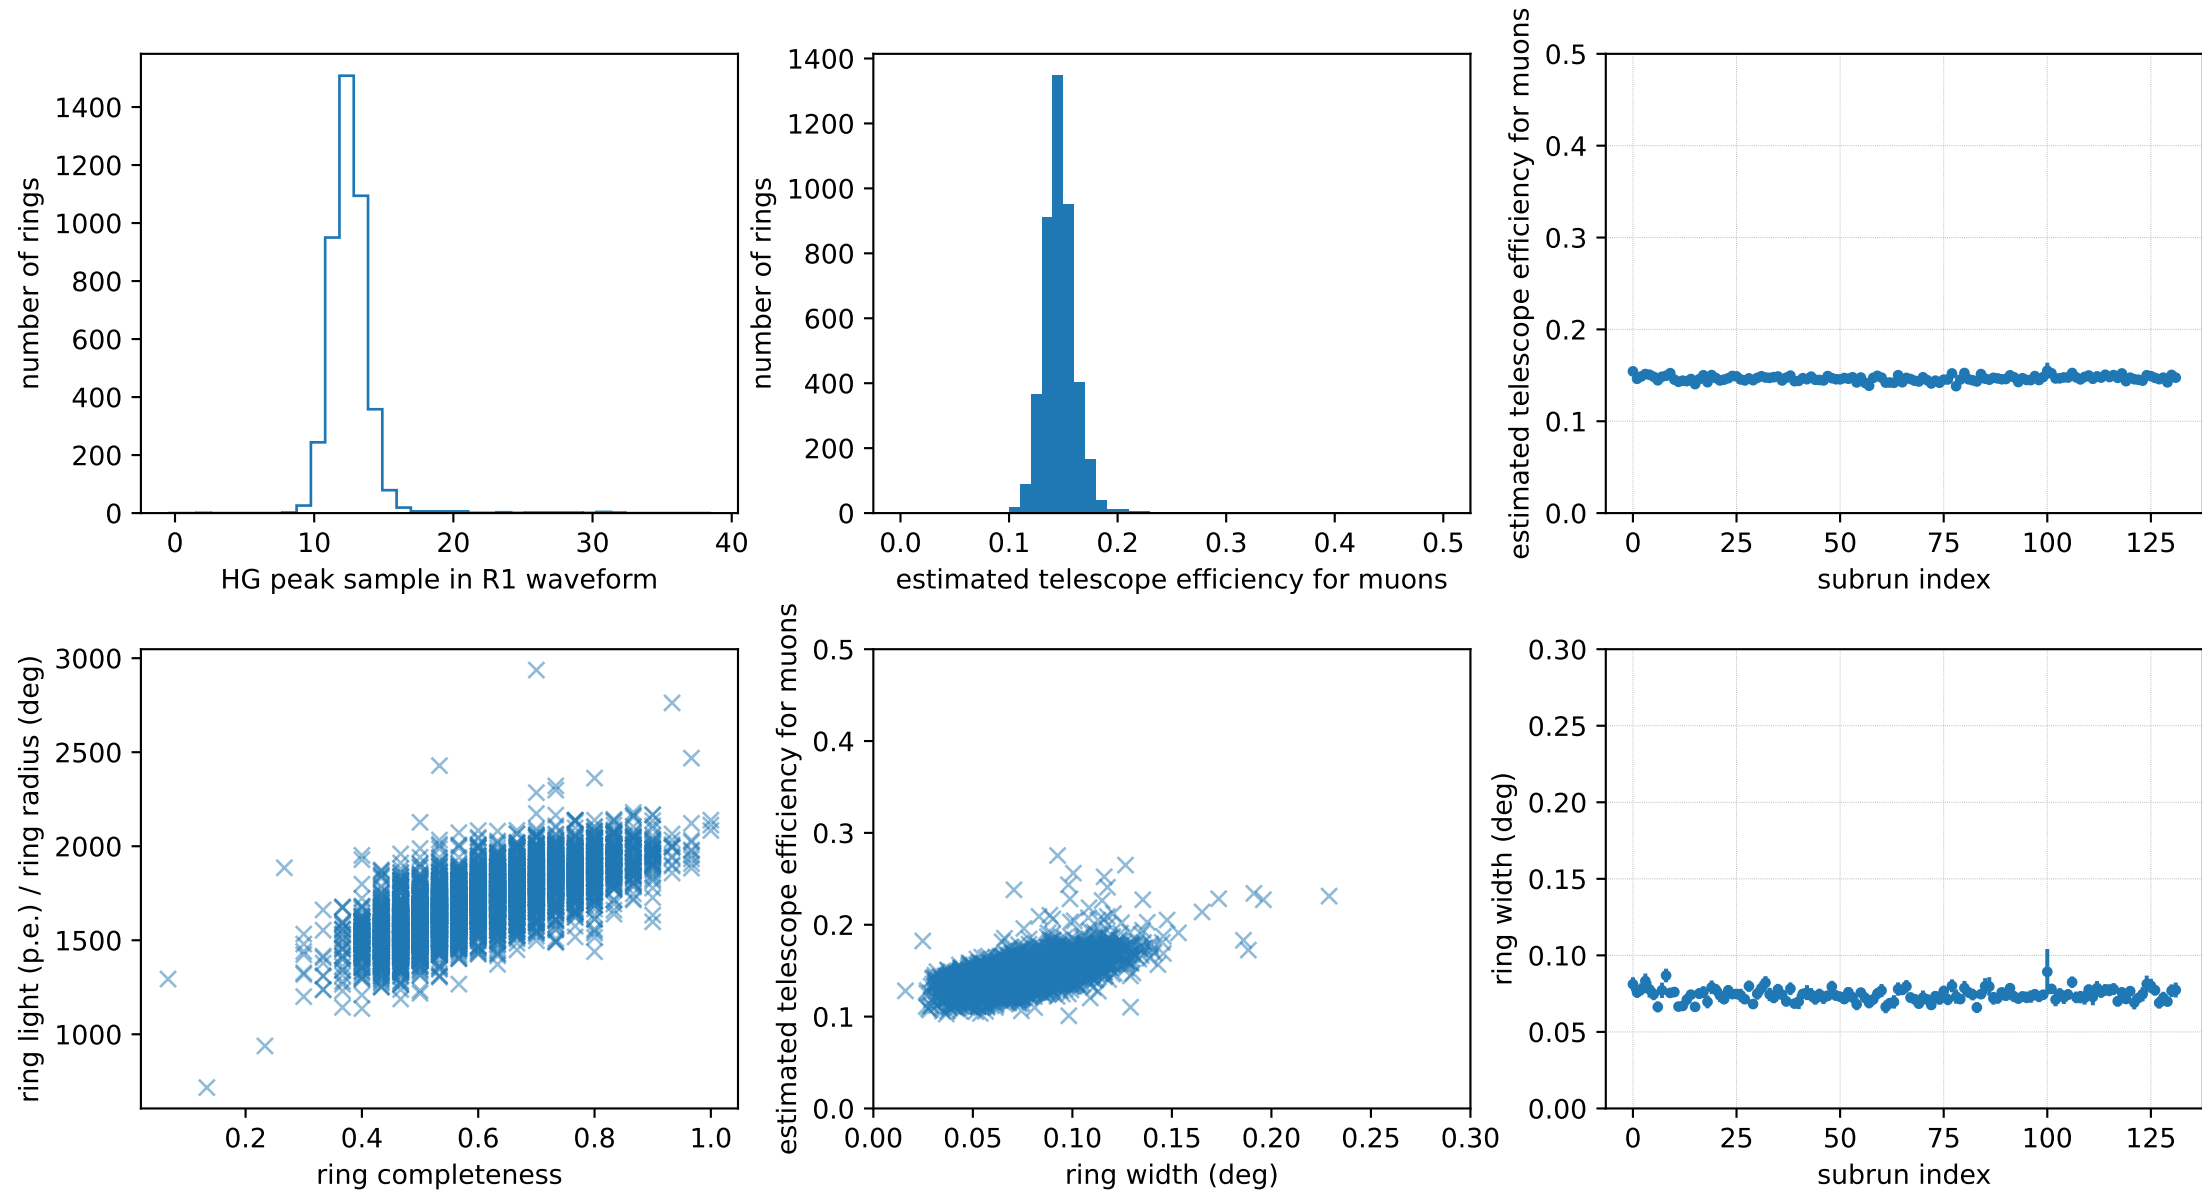 number of rings
1400
1200
1000
800
600
400
200
0
0 10 20 30 40
HG peak sample in R1 waveform
number of rings
1400
1200
1000
800
600
400
200
0
0.0 0.1 0.2 0.3 0.4 0.5
estimated telescope efficiency for muons
estimated telescope efficiency for muons
0.5
0.4
0.3
0.2
0.1
0.0
0 25 50 75 100 125
subrun index
ring light (p.e.) / ring radius (deg)
3000
2500
2000
1500
1000
0.2 0.4 0.6 0.8 1.0
ring completeness
estimated telescope efficiency for muons
0.5
0.4
0.3
0.2
0.1
0.0
0.00 0.05 0.10 0.15 0.20 0.25 0.30
ring width (deg)
ring width (deg)
0.30
0.25
0.20
0.15
0.10
0.05
0.00
0 25 50 75 100 125
subrun index